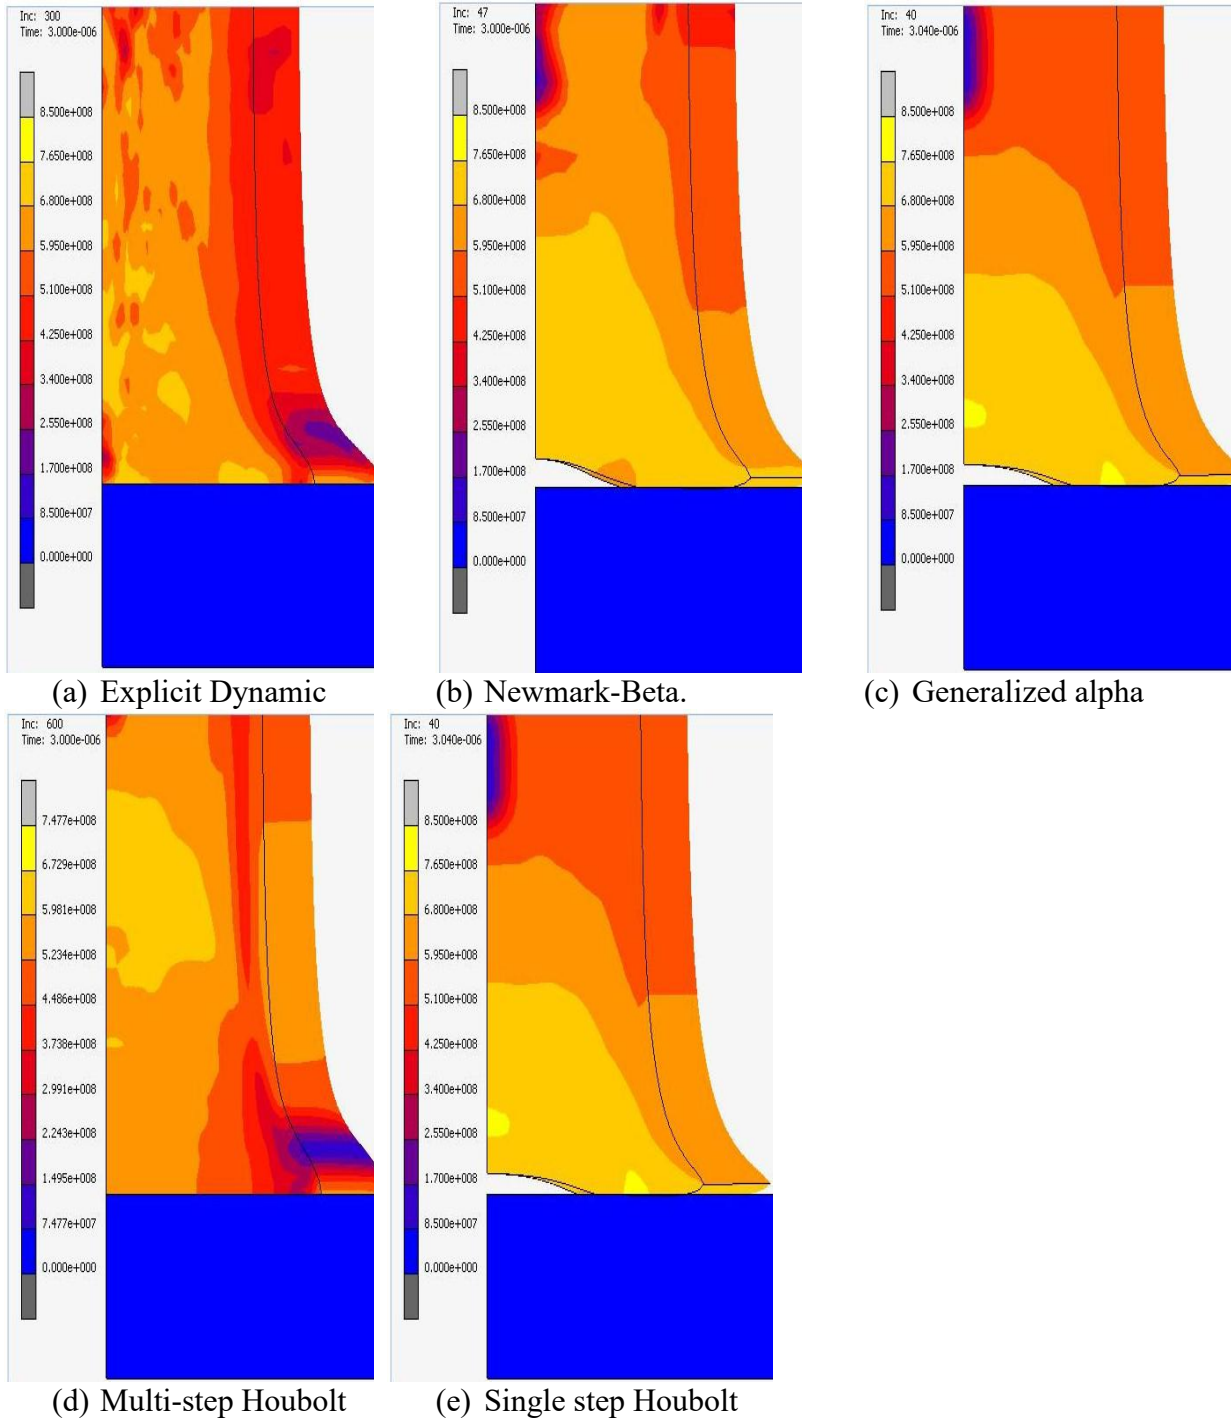 Inc: 300
Time: 3.000e-006
8.500e+008
7.650e+008
6.800e+008
5.950e+008
5.100e+008
4.250e+008
3.400e+008
2.550e+008
1.700e+008
8.500e+007
0.000e+000
(a) Explicit Dynamic
Inc: 47
Time: 3.000e-006
8.500e+008
7.650e+008
6.800e+008
5.950e+008
5.100e+008
4.250e+008
3.400e+008
2.550e+008
1.700e+008
8.500e+007
0.000e+000
(b) Newmark-Beta.
Inc: 40
Time: 3.040e-006
8.500e+008
7.650e+008
6.800e+008
5.950e+008
5.100e+008
4.250e+008
3.400e+008
2.550e+008
1.700e+008
8.500e+007
0.000e+000
(c) Generalized alpha
Inc: 600
Time: 3.000e-006
7.477e+008
6.729e+008
5.981e+008
5.234e+008
4.486e+008
3.738e+008
2.991e+008
2.243e+008
1.495e+008
7.477e+007
0.000e+000
(d) Multi-step Houbolt
Inc: 40
Time: 3.040e-006
8.500e+008
7.650e+008
6.800e+008
5.950e+008
5.100e+008
4.250e+008
3.400e+008
2.550e+008
1.700e+008
8.500e+007
0.000e+000
(e) Single step Houbolt